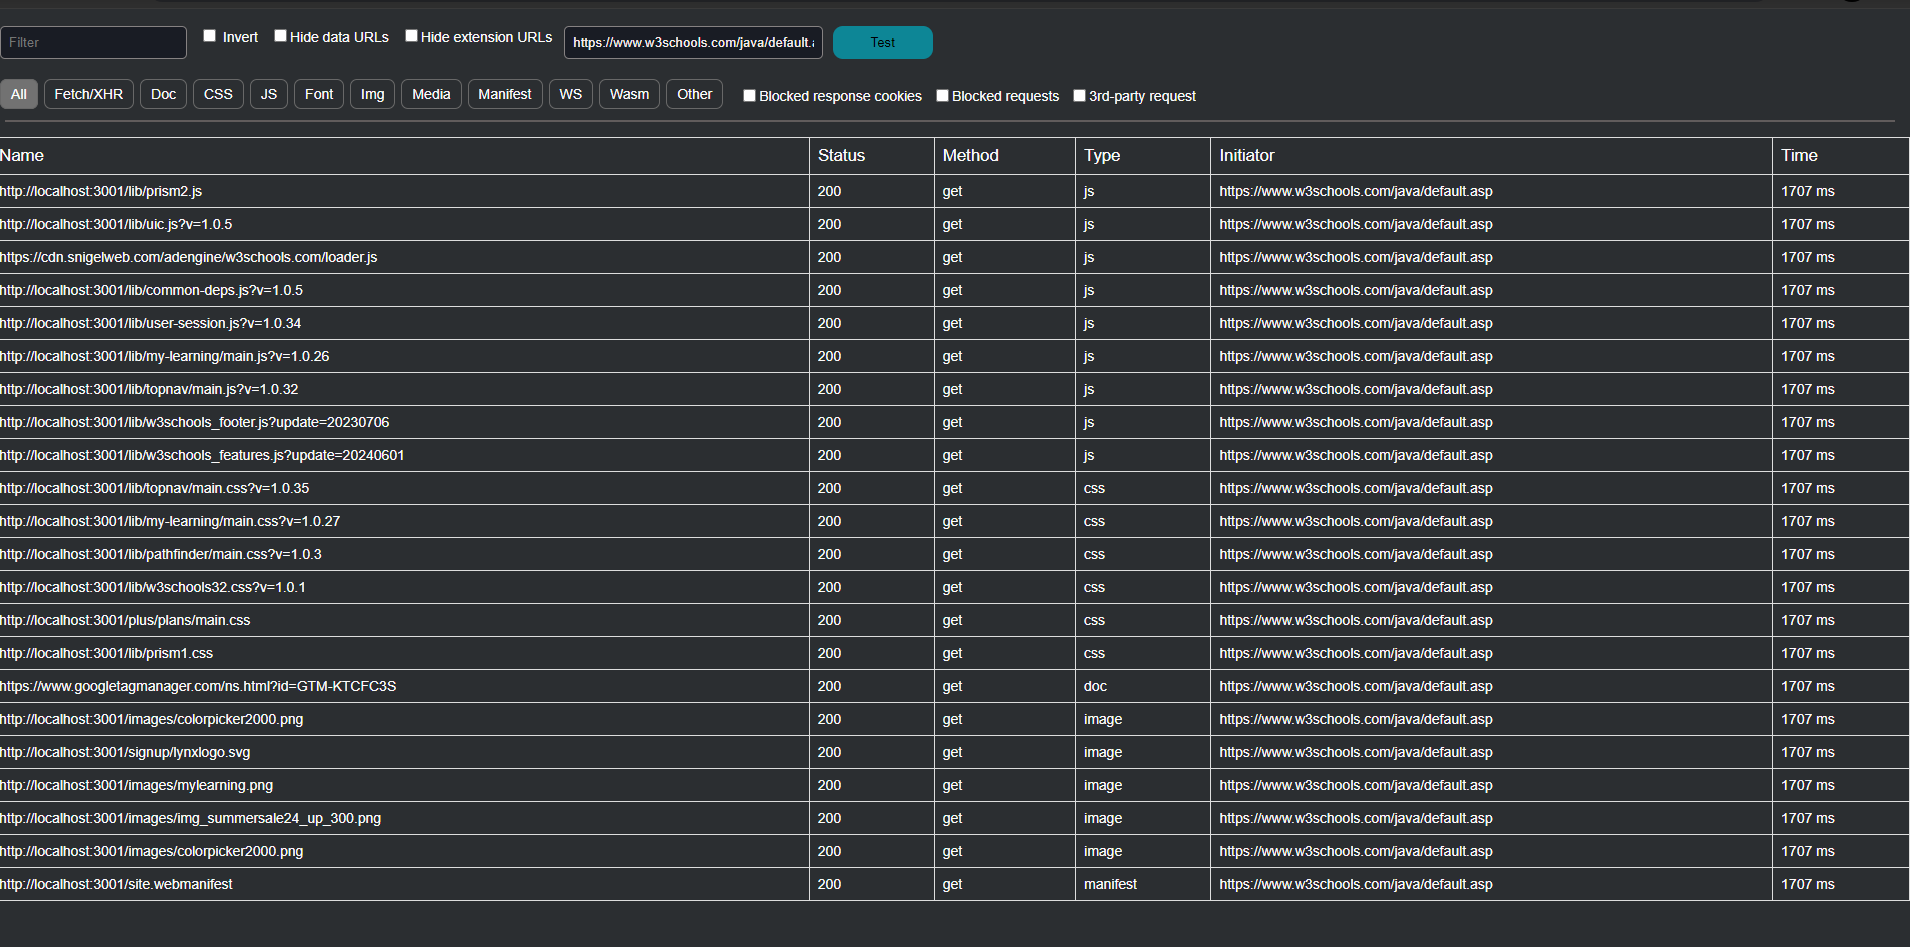 Filter Invert Hide data URLs Hide extension URLs https://www.w3schools.com/java/default. Test
All Fetch/XHR Doc CSS JS Font Img Media Manifest WS Wasm Other Blocked response cookies Blocked requests 3rd-party request
Name Status Method Type Initiator Time
http://localhost:3001/lib/prism2.js 200 get js https://www.w3schools.com/java/default.asp 1707 ms
http://localhost:3001/lib/uic.js?v=1.0.5 200 get js https://www.w3schools.com/java/default.asp 1707 ms
https://cdn.snigelweb.com/adengine/w3schools.com/loader.js 200 get js https://www.w3schools.com/java/default.asp 1707 ms
http://localhost:3001/lib/common-deps.js?v=1.0.5 200 get js https://www.w3schools.com/java/default.asp 1707 ms
http://localhost:3001/lib/user-session.js?v=1.0.34 200 get js https://www.w3schools.com/java/default.asp 1707 ms
http://localhost:3001/lib/my-learning/main.js?v=1.0.26 200 get js https://www.w3schools.com/java/default.asp 1707 ms
http://localhost:3001/lib/topnav/main.js?v=1.0.32 200 get js https://www.w3schools.com/java/default.asp 1707 ms
http://localhost:3001/lib/w3schools_footer.js?update=20230706 200 get js https://www.w3schools.com/java/default.asp 1707 ms
http://localhost:3001/lib/w3schools_features.js?update=20240601 200 get js https://www.w3schools.com/java/default.asp 1707 ms
http://localhost:3001/lib/topnav/main.css?v=1.0.35 200 get css https://www.w3schools.com/java/default.asp 1707 ms
http://localhost:3001/lib/my-learning/main.css?v=1.0.27 200 get css https://www.w3schools.com/java/default.asp 1707 ms
http://localhost:3001/lib/pathfinder/main.css?v=1.0.3 200 get css https://www.w3schools.com/java/default.asp 1707 ms
http://localhost:3001/lib/w3schools32.css?v=1.0.1 200 get css https://www.w3schools.com/java/default.asp 1707 ms
http://localhost:3001/plus/plans/main.css 200 get css https://www.w3schools.com/java/default.asp 1707 ms
http://localhost:3001/lib/prism1.css 200 get css https://www.w3schools.com/java/default.asp 1707 ms
https://www.googletagmanager.com/ns.html?id=GTM-KTCFC3S 200 get doc https://www.w3schools.com/java/default.asp 1707 ms
http://localhost:3001/images/colorpicker2000.png 200 get image https://www.w3schools.com/java/default.asp 1707 ms
http://localhost:3001/signup/lynxlogo.svg 200 get image https://www.w3schools.com/java/default.asp 1707 ms
http://localhost:3001/images/mylearning.png 200 get image https://www.w3schools.com/java/default.asp 1707 ms
http://localhost:3001/images/img_summersale24_up_300.png 200 get image https://www.w3schools.com/java/default.asp 1707 ms
http://localhost:3001/images/colorpicker2000.png 200 get image https://www.w3schools.com/java/default.asp 1707 ms
http://localhost:3001/site.webmanifest 200 get manifest https://www.w3schools.com/java/default.asp 1707 ms